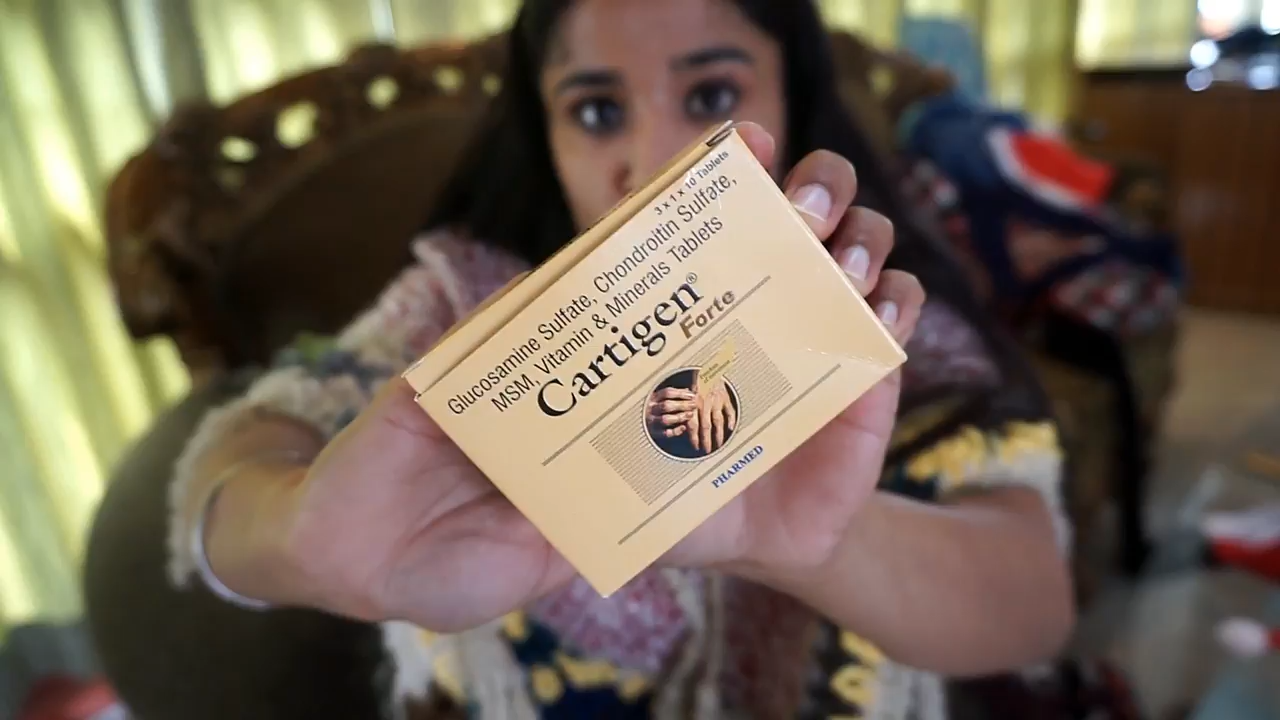 3 x 1 x 10 Tablets
Glucosamine Sulfate, Chondroitin Sulfate,
MSM, Vitamin & Minerals Tablets
Cartigen®
Forte
PHARMED